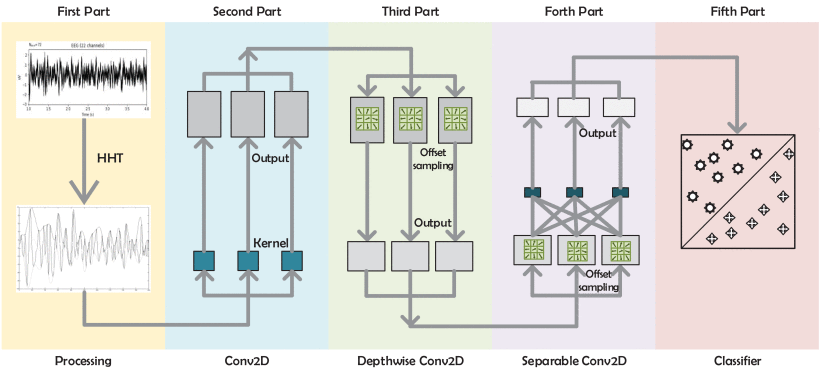 First Part
Second Part
Third Part
Forth Part
Fifth Part
EEG (22 channels)
Time (s)
HHT
Output
Kernel
Offset
sampling
Output
Output
Offset
sampling
Processing
Conv2D
Depthwise Conv2D
Separable Conv2D
Classifier